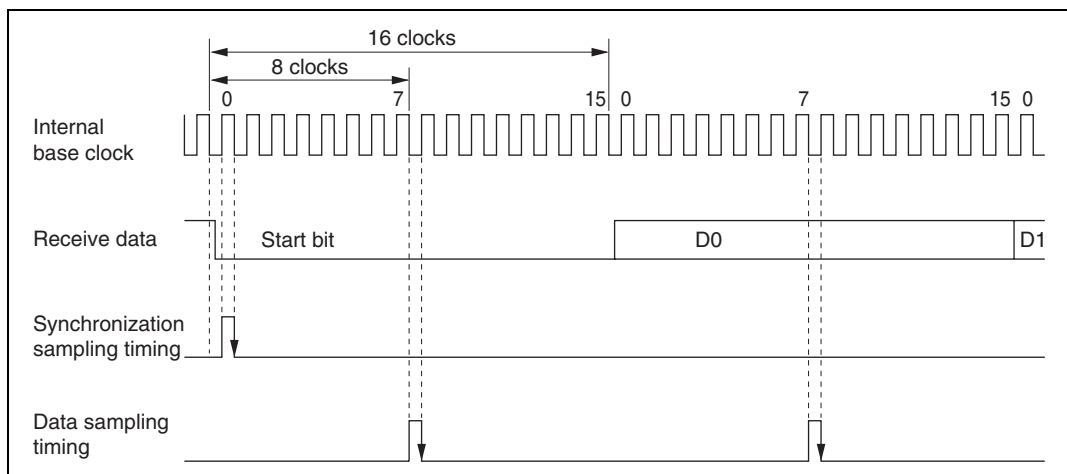 16 clocks
8 clocks
0 7 15 0 7 15 0
Internal
base clock
Receive data Start bit D0 D1
Synchronization
sampling timing
Data sampling
timing